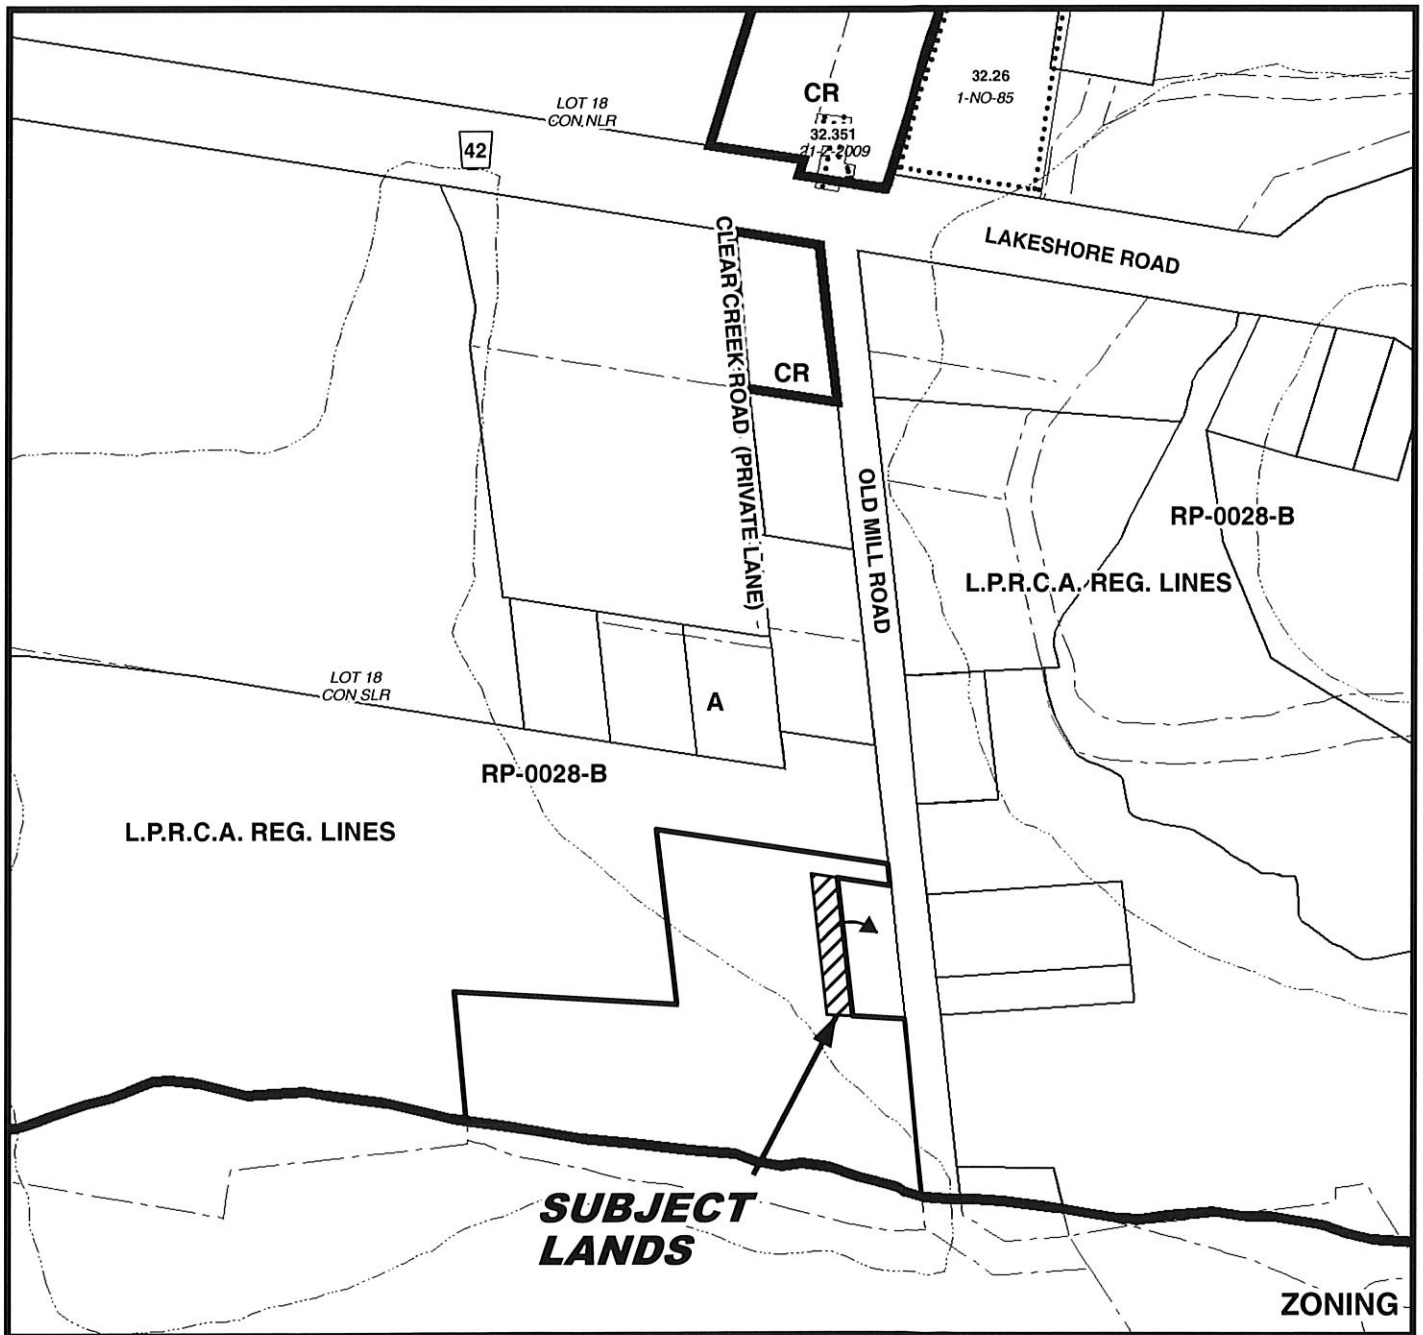 32.26
1-NO-85
CR
LOT 18
CON NLR
32.351
21-Z-2009
42
LAKESHORE ROAD
CLEAR CREEK ROAD (PRIVATE LANE)
CR
OLD MILL ROAD
RP-0028-B
L.P.R.C.A. REG. LINES
LOT 18
CON SLR
A
RP-0028-B
L.P.R.C.A. REG. LINES
SUBJECT
LANDS
ZONING